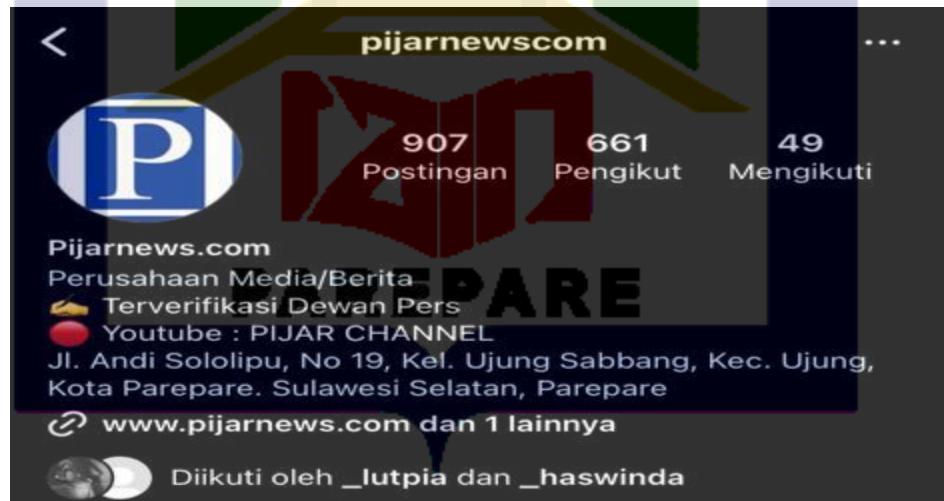 pijarnewscom
P
907 661 49
Postingan Pengikut Mengikuti
Pijarnews.com
Perusahaan Media/Berita
Terverifikasi Dewan Pers
Youtube : PIJAR CHANNEL
Jl. Andi Sololipu, No 19, Kel. Ujung Sabbang, Kec. Ujung,
Kota Parepare. Sulawesi Selatan, Parepare
www.pijarnews.com dan 1 lainnya
Diikuti oleh _lutpia dan _haswinda
PAREPARE